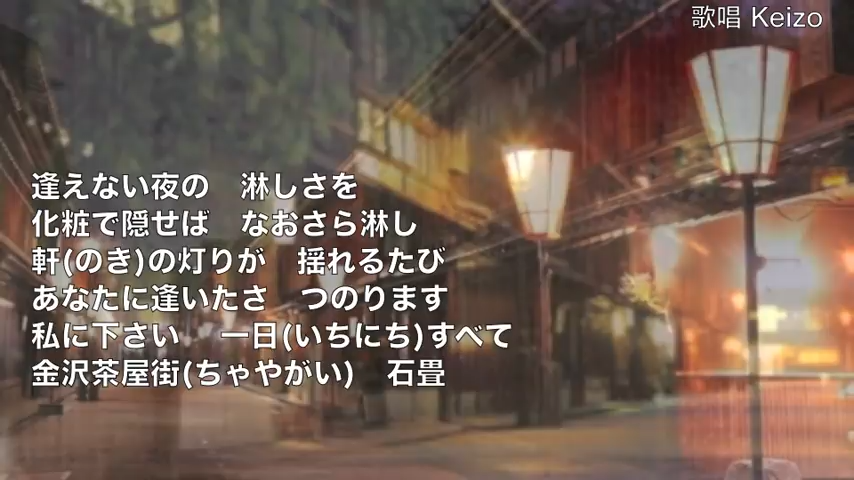 歌唱 Keizo
逢えない夜の　淋しさを
化粧で隠せば　なおさら淋し
軒(のき)の灯りが　揺れるたび
あなたに逢いたさ　つのります
私に下さい　一日(いちにち)すべて
金沢茶屋街(ちゃやがい)　石畳